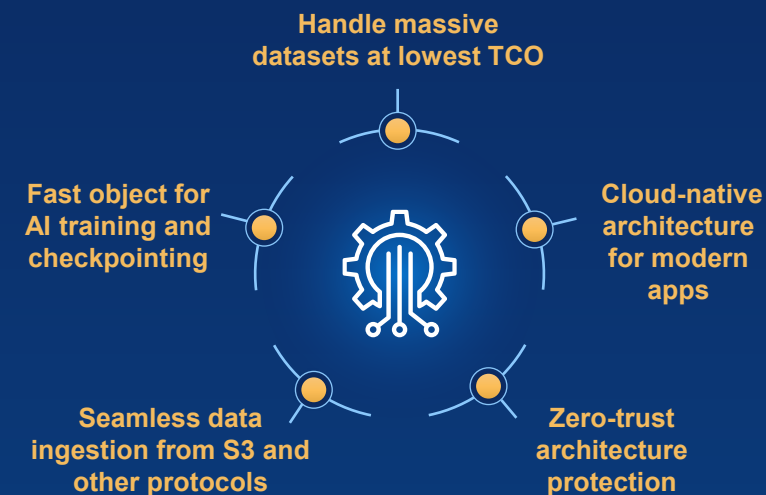 Handle massive
datasets at lowest TCO
Fast object for
AI training and
checkpointing
Cloud-native
architecture
for modern
apps
Seamless data
ingestion from S3 and
other protocols
Zero-trust
architecture
protection